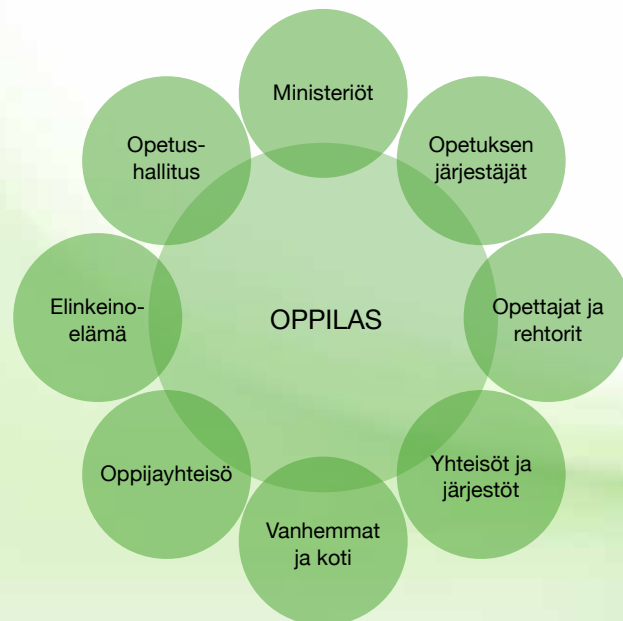 Ministeriöt
Opetus-
hallitus
Opetuksen
järjestäjät
Elinkeino-
elämä
OPPILAS
Opettajat ja
rehtorit
Oppijayhteisö
Yhteisöt ja
järjestöt
Vanhemmat
ja koti